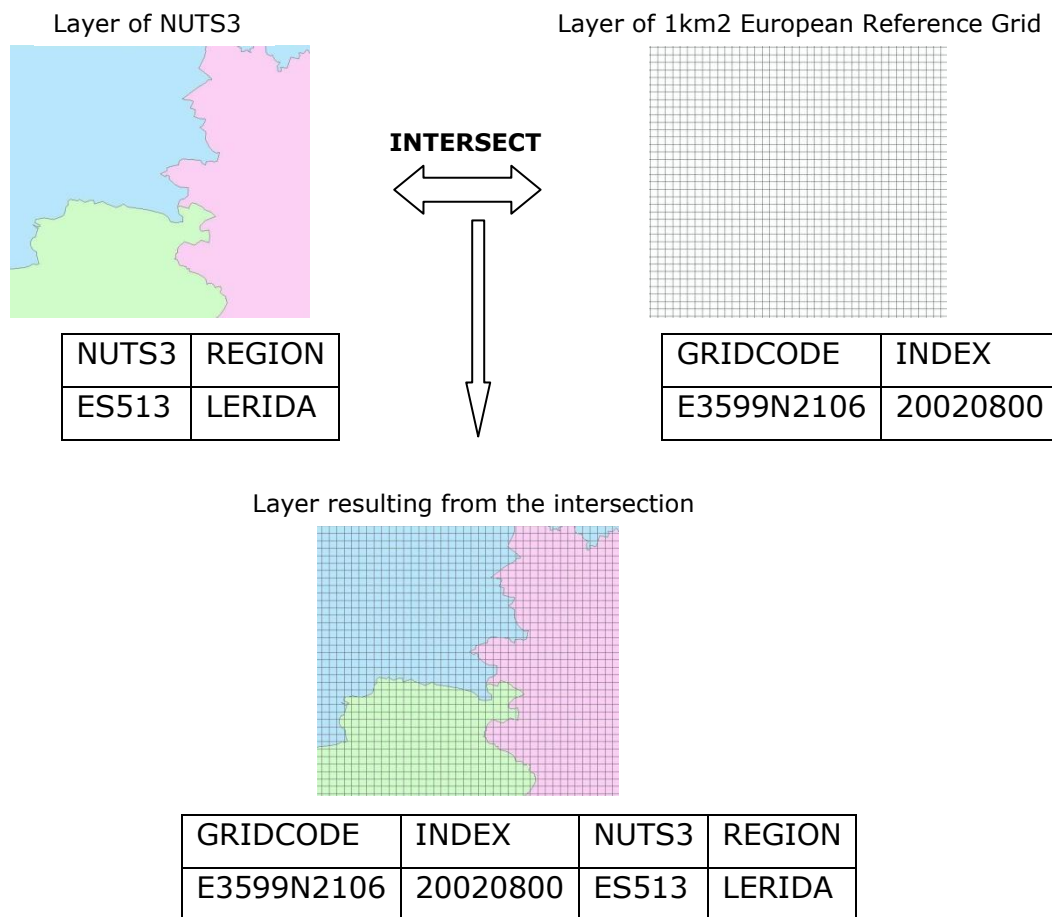 Layer of NUTS3
Layer of 1km2 European Reference Grid
INTERSECT
NUTS3 REGION
ES513 LERIDA
GRIDCODE INDEX
E3599N2106 20020800
Layer resulting from the intersection
GRIDCODE INDEX NUTS3 REGION
E3599N2106 20020800 ES513 LERIDA